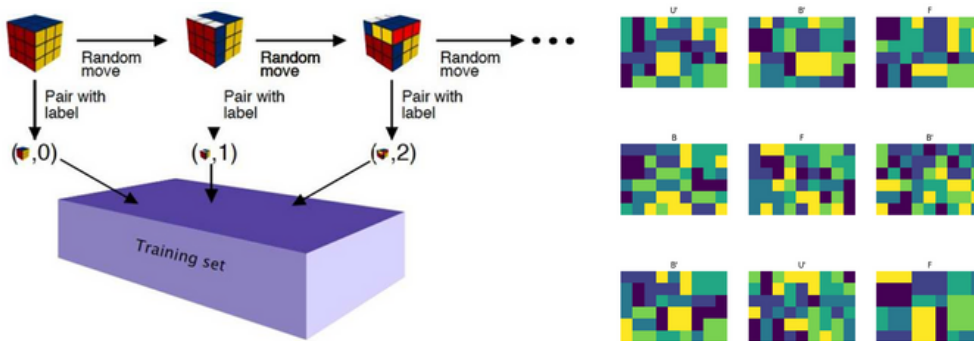 Random
move
Random
move
Random
move
Pair with
label
Pair with
label
Pair with
label
( ,0)
( ,1)
( ,2)
Training set
U'
B'
F
B
F
B'
B'
U'
F